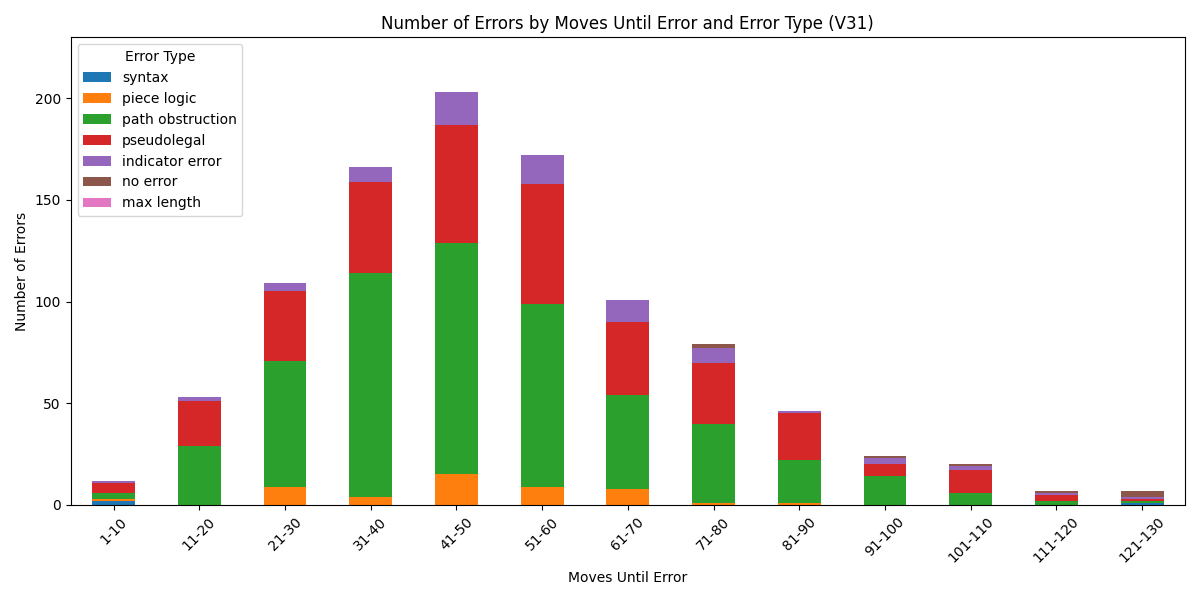 Number of Errors by Moves Until Error and Error Type (V31)
Error Type
syntax
piece logic
path obstruction
pseudolegal
indicator error
no error
max length
Number of Errors
200
150
100
50
0
1-10
11-20
21-30
31-40
41-50
51-60
61-70
71-80
81-90
91-100
101-110
111-120
121-130
Moves Until Error